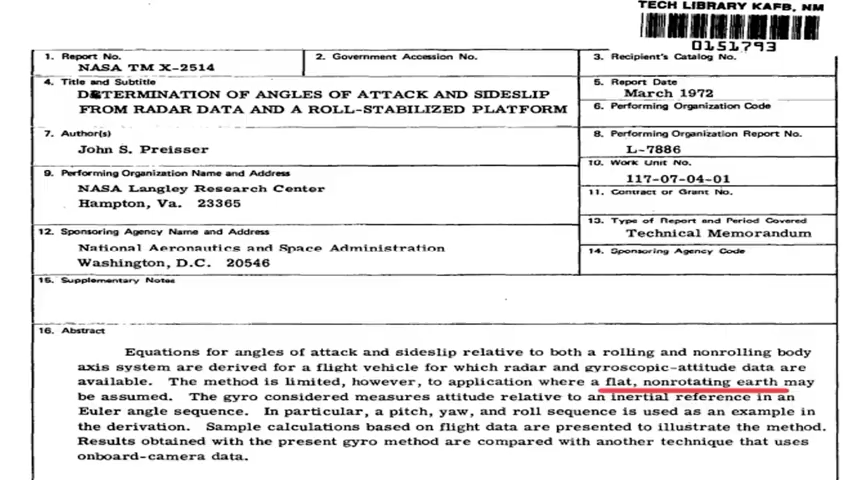 TECH LIBRARY KAFB, NM
0151793
1. Report No.
NASA TM X-2514
2. Government Accession No.
3. Recipient's Catalog No.
4. Title and Subtitle
DETERMINATION OF ANGLES OF ATTACK AND SIDESLIP
FROM RADAR DATA AND A ROLL-STABILIZED PLATFORM
5. Report Date
March 1972
6. Performing Organization Code
7. Author(s)
John S. Preisser
8. Performing Organization Report No.
L-7886
9. Performing Organization Name and Address
NASA Langley Research Center
Hampton, Va. 23365
10. Work Unit No.
117-07-04-01
11. Contract or Grant No.
12. Sponsoring Agency Name and Address
National Aeronautics and Space Administration
Washington, D.C. 20546
13. Type of Report and Period Covered
Technical Memorandum
14. Sponsoring Agency Code
15. Supplementary Notes
16. Abstract
Equations for angles of attack and sideslip relative to both a rolling and nonrolling body
axis system are derived for a flight vehicle for which radar and gyroscopic-attitude data are
available. The method is limited, however, to application where a flat, nonrotating earth may
be assumed. The gyro considered measures attitude relative to an inertial reference in an
Euler angle sequence. In particular, a pitch, yaw, and roll sequence is used as an example in
the derivation. Sample calculations based on flight data are presented to illustrate the method.
Results obtained with the present gyro method are compared with another technique that uses
onboard-camera data.